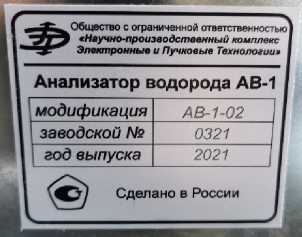 Общество с ограниченной ответственностью
«Научно-производственный комплекс
Электронные и Пучковые Технологии»
Анализатор водорода АВ-1
модификация АВ-1-02
заводской № 0321
год выпуска 2021
Сделано в России